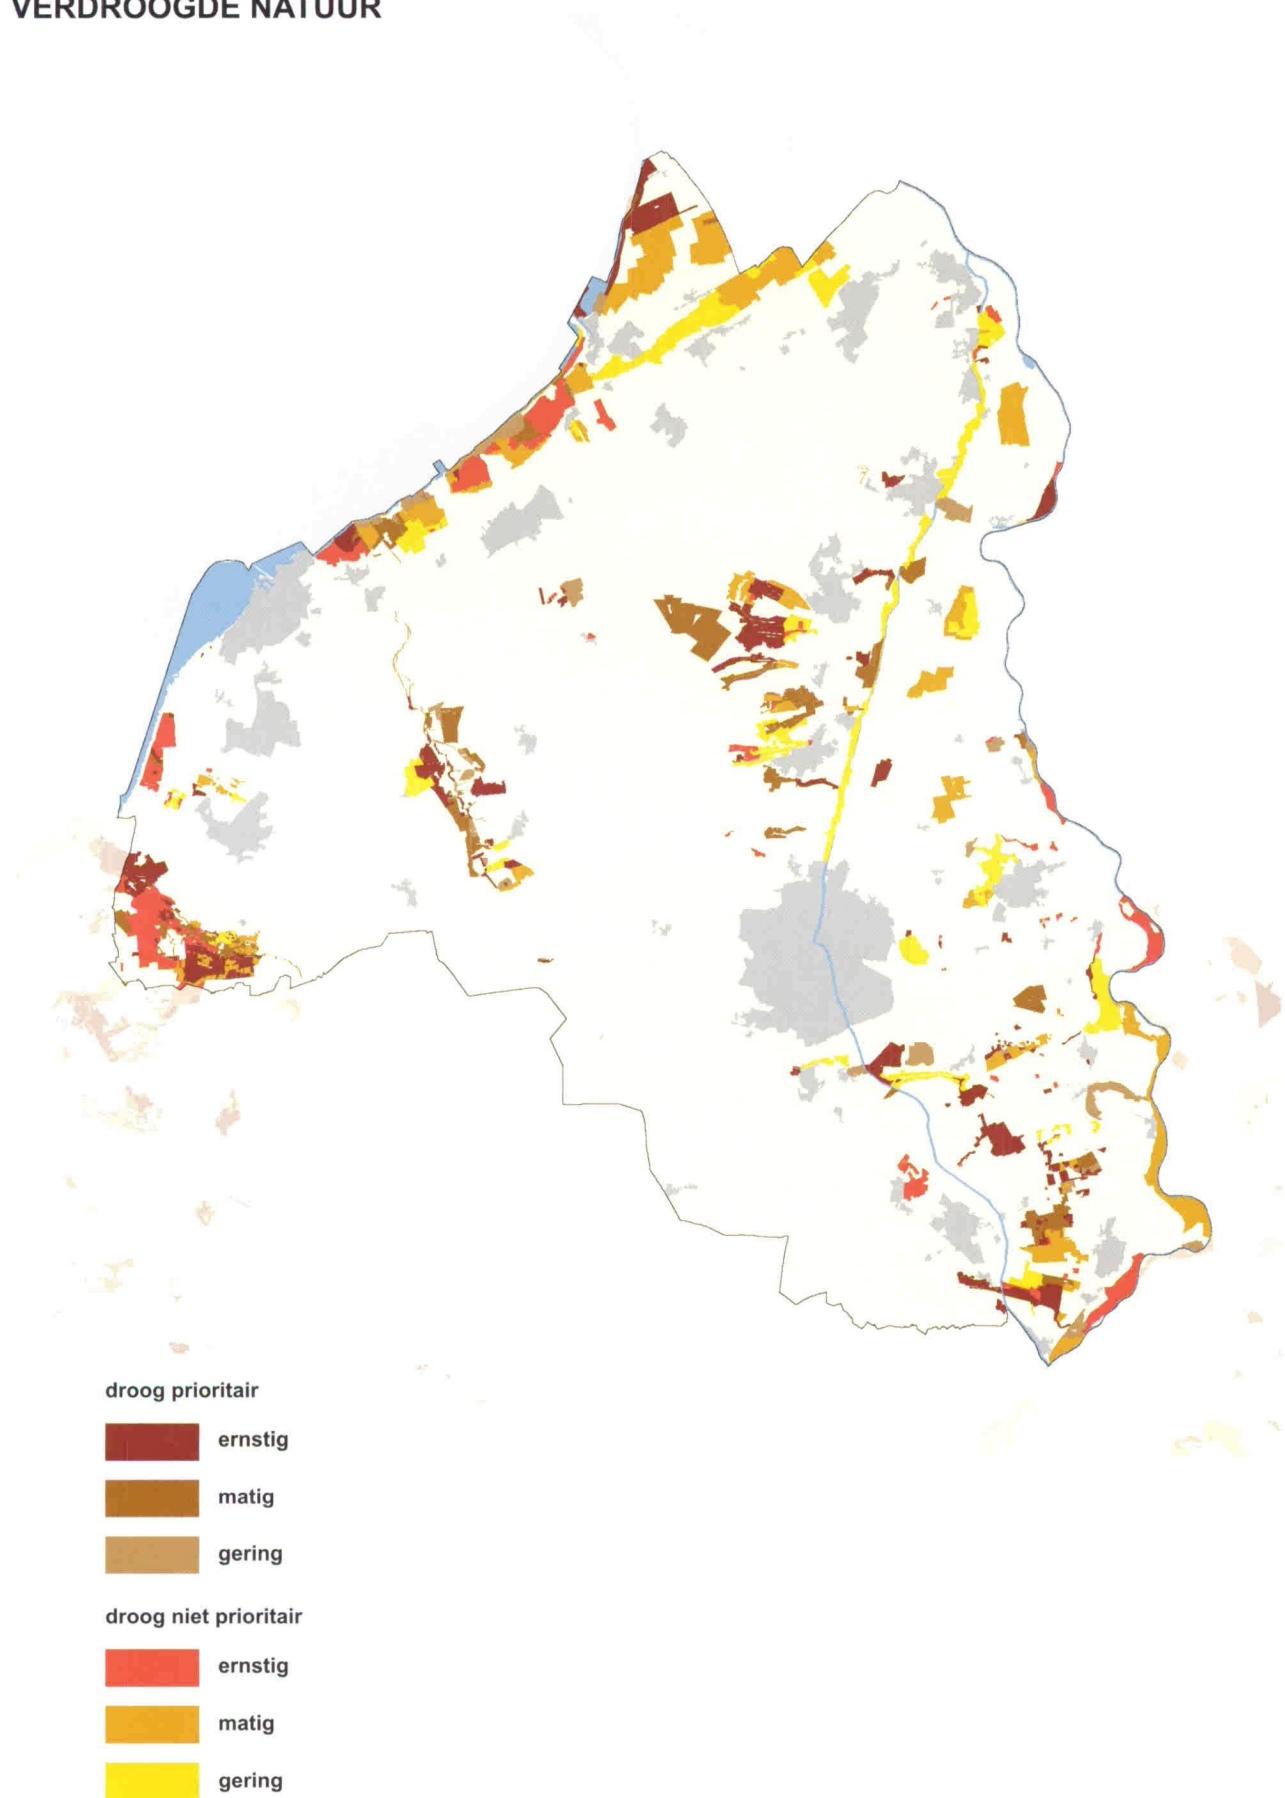 VERDROOGDE NATUUR
droog prioritair
ernstig
matig
gering
droog niet prioritair
ernstig
matig
gering